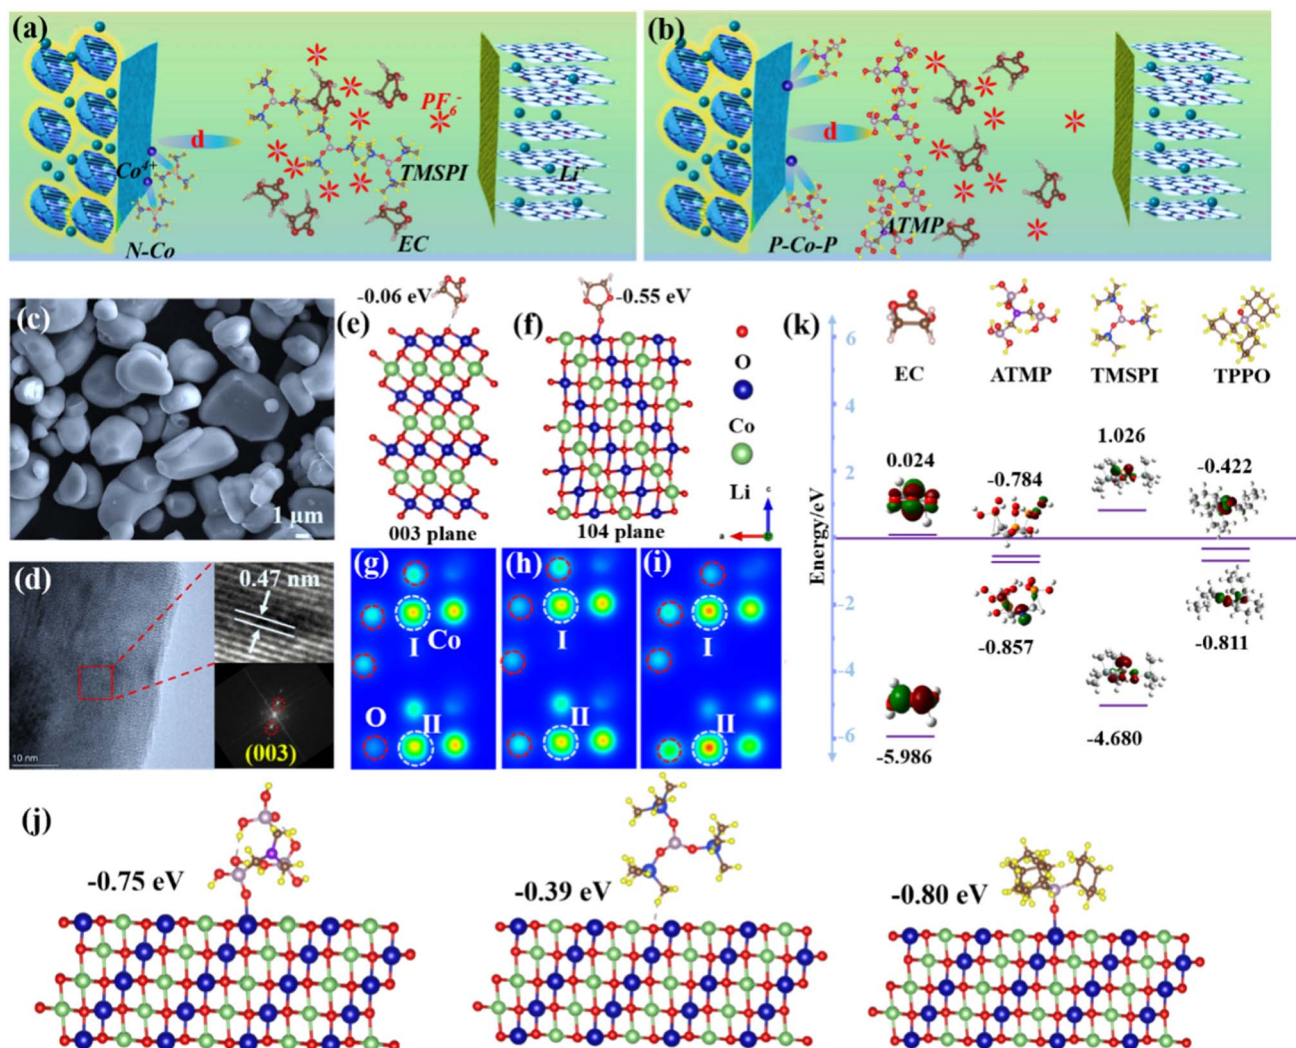 (a)
d
PF6-
Co4+
TMSPI
Li+
N-Co
EC
(b)
d
P-Co-P
ATMP
(c)
1 μm
(d)
0.47 nm
10 nm
(003)
-0.06 eV
(e)
003 plane
-0.55 eV
(f)
104 plane
O
Co
Li
c
a
(g)
I
Co
O
II
(h)
I
II
(i)
I
II
(k)
Energy/eV
6
4
2
0
-2
-4
-6
EC
ATMP
TMSPI
TPPO
0.024
-0.784
1.026
-0.422
-5.986
-0.857
-4.680
-0.811
(j)
-0.75 eV
-0.39 eV
-0.80 eV